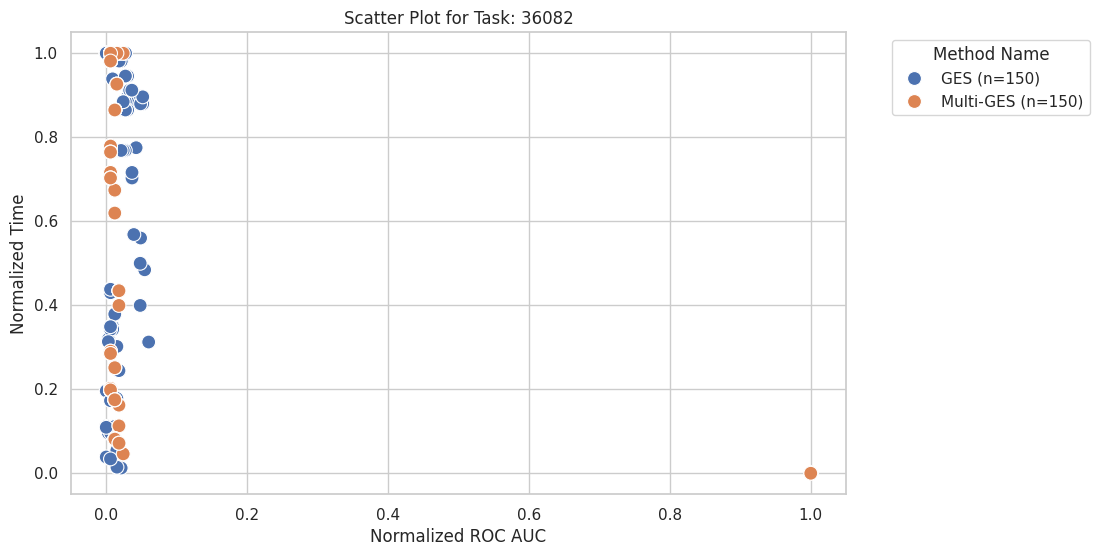 Scatter Plot for Task: 36082
Normalized Time
1.0
0.8
0.6
0.4
0.2
0.0
0.0 0.2 0.4 0.6 0.8 1.0
Normalized ROC AUC
Method Name
GES (n=150)
Multi-GES (n=150)